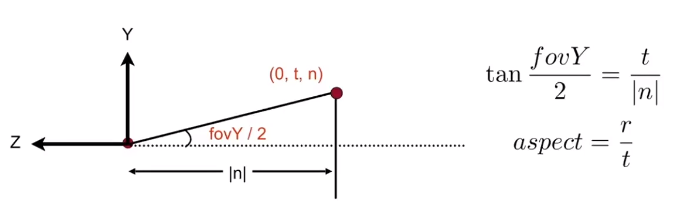 Y
(0, t, n)
Z
fovY / 2
|n|
tan fovY/2 = t/|n|
aspect = r/t